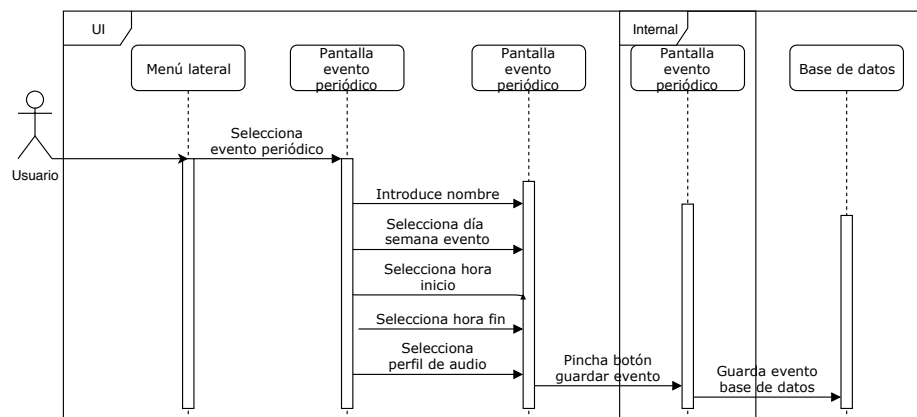 UI
Internal
Menú lateral
Pantalla
evento
periódico
Pantalla
evento
periódico
Pantalla
evento
periódico
Base de datos
Usuario
Selecciona
evento periódico
Introduce nombre
Selecciona día
semana evento
Selecciona hora
inicio
Selecciona hora fin
Selecciona
perfil de audio
Pincha botón
guardar evento
Guarda evento
base de datos